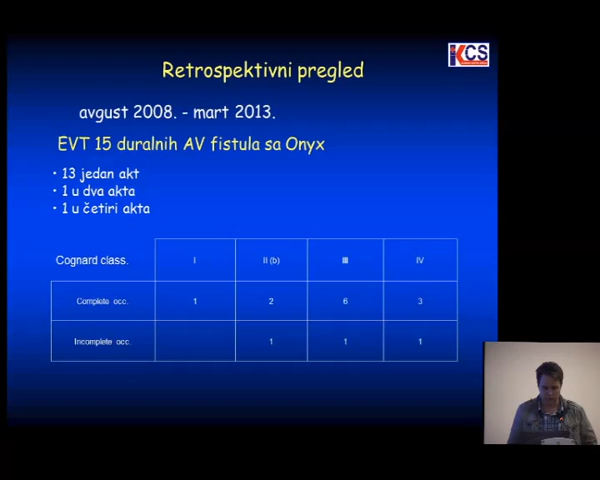 KCS
Retrospektivni pregled
avgust 2008. - mart 2013.
EVT 15 duralnih AV fistula sa Onyx
• 13 jedan akt
• 1 u dva akta
• 1 u četiri akta
Cognard class. I II (b) III IV
Complete occ. 1 2 6 3
Incomplete occ. 1 1 1